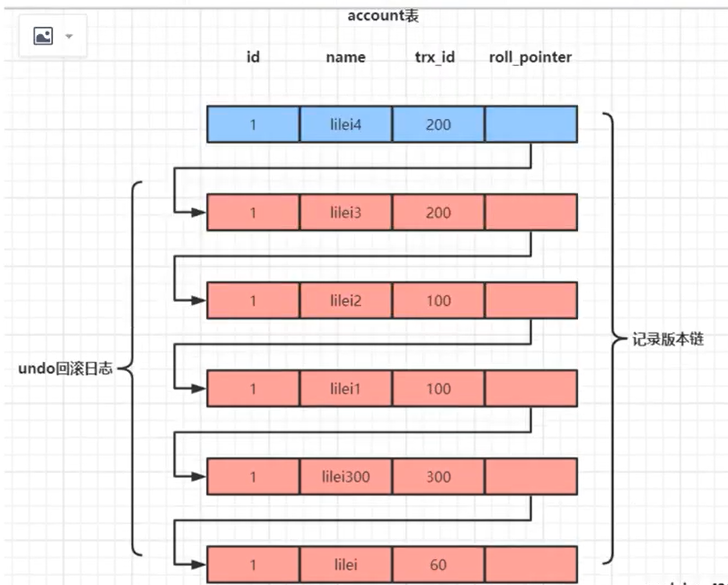 account表
id name trx_id roll_pointer
1 lilei4 200
1 lilei3 200
1 lilei2 100
记录版本链
undo回滚日志
1 lilei1 100
1 lilei300 300
1 lilei 60